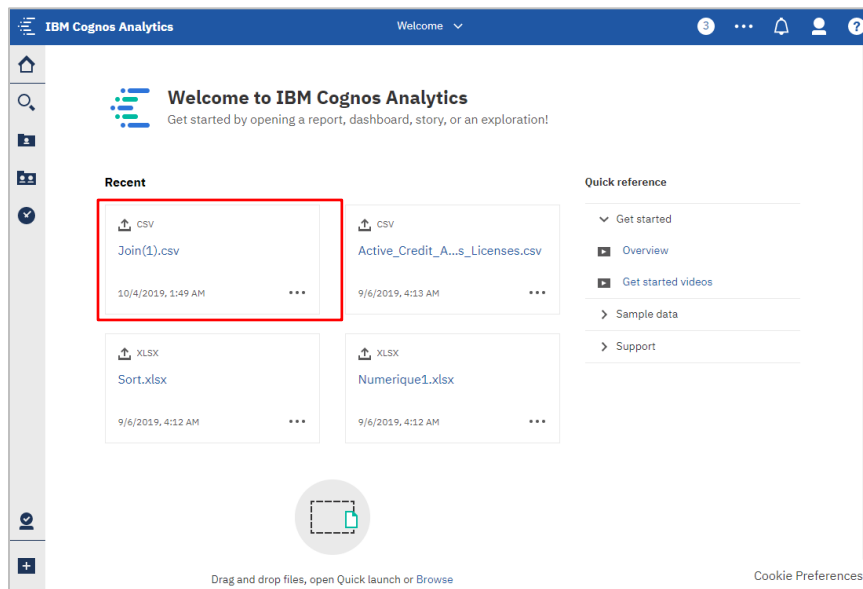 IBM Cognos Analytics
Welcome
3
?
Welcome to IBM Cognos Analytics
Get started by opening a report, dashboard, story, or an exploration!
Recent
CSV
Join(1).csv
10/4/2019, 1:49 AM
CSV
Active_Credit_A...s_Licenses.csv
9/6/2019, 4:13 AM
XLSX
Sort.xlsx
9/6/2019, 4:12 AM
XLSX
Numerique1.xlsx
9/6/2019, 4:12 AM
Quick reference
Get started
Overview
Get started videos
Sample data
Support
Drag and drop files, open Quick launch or Browse
Cookie Preferences